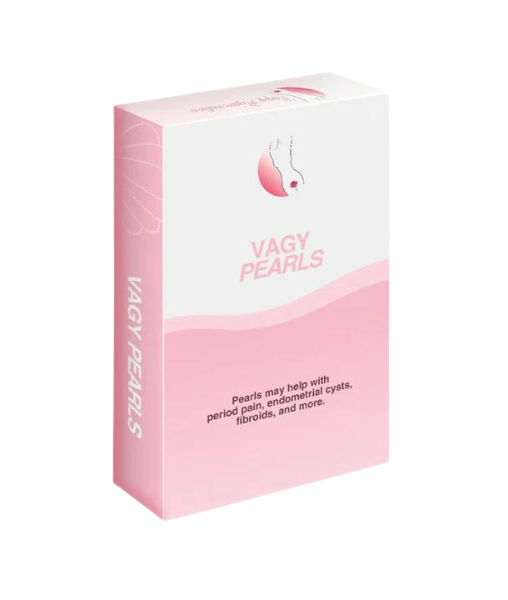 VAGY
PEARLS
Pearls may help with
period pain, endometrial cysts,
fibroids, and more.
VAGY PEARLS